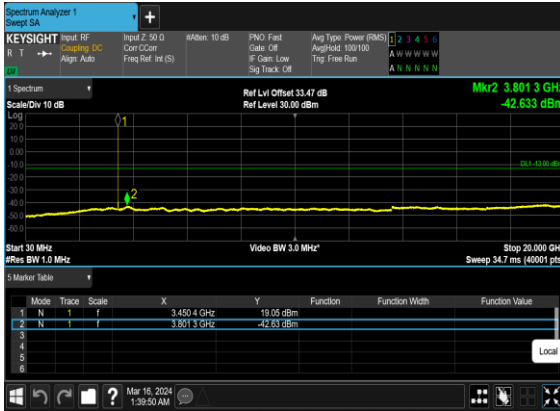 Spectrum Analyzer 1
Swept SA
+
KEYSIGHT
R T
Input: RF
Coupling: DC
Align: Auto
Input Z: 50 Ω
Corr CCorr
Freq Ref: Int (S)
#Atten: 10 dB
PNO: Fast
Gate: Off
IF Gain: Low
Sig Track: Off
Avg Type: Power (RMS)
Avg|Hold: 100/100
Trig: Free Run
1 2 3 4 5 6
A W W W W W
A N N N N N
1 Spectrum
Scale/Div 10 dB
Ref Lvl Offset 33.47 dB
Ref Level 30.00 dBm
Mkr2 3.801 3 GHz
-42.633 dBm
Log
20.0
10.0
0.00
-10.0
-20.0
-30.0
-40.0
-50.0
-60.0
1
2
DL1 -13.00 dBm
Start 30 MHz
#Res BW 1.0 MHz
Video BW 3.0 MHz*
Stop 20.000 GHz
Sweep 34.7 ms (40001 pts)
5 Marker Table
Mode Trace Scale X Y Function Function Width Function Value
1 N 1 f 3.450 4 GHz 19.05 dBm
2 N 1 f 3.801 3 GHz -42.63 dBm
3
4
5
6
Local
?
Mar 16, 2024
1:39:50 AM